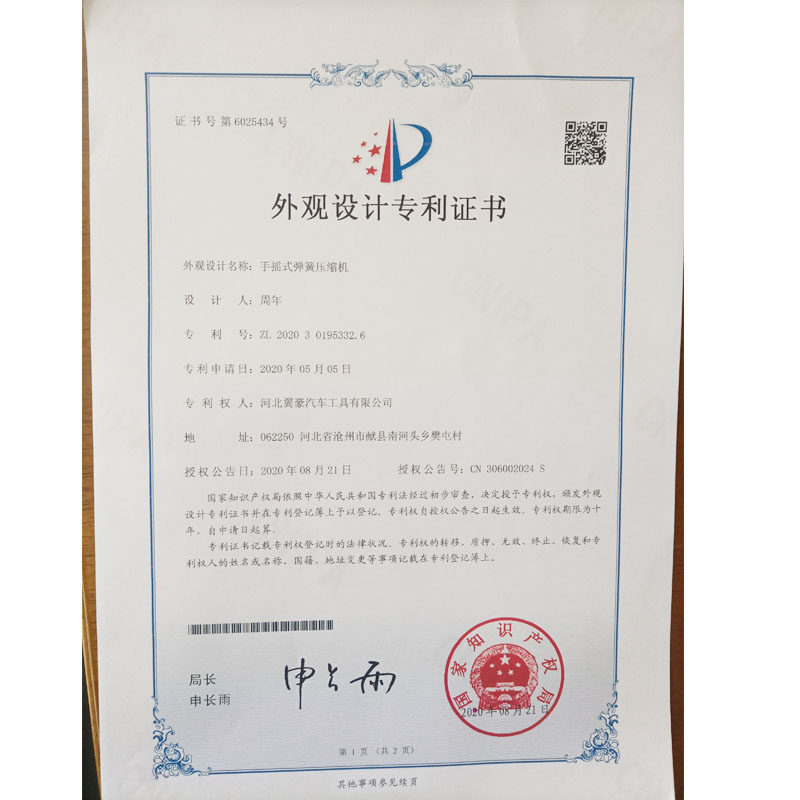 证书号第6025434号
外观设计专利证书
外观设计名称：手摇式弹簧压缩机
设计人：周年
专利号：ZL 2020 3 0195332.6
专利申请日：2020年05月05日
专利权人：河北翼豪汽车工具有限公司
地址：062250 河北省沧州市献县南河头乡樊屯村
授权公告日：2020年08月21日 授权公告号：CN 306002024 S
国家知识产权局依照中华人民共和国专利法经过初步审查，决定授予专利权，颁发外观
设计专利证书并在专利登记簿上予以登记。专利权自授权公告之日起生效。专利权期限为十
年，自申请日起算。
专利证书记载专利权登记时的法律状况。专利权的转移、质押、无效、终止、恢复和专
利权人的姓名或名称、国籍、地址变更等事项记载在专利登记簿上。
局长
申长雨
申长雨
国家知识产权局
2020年08月21日
第 1 页 （共 2 页）
其他事项参见续页